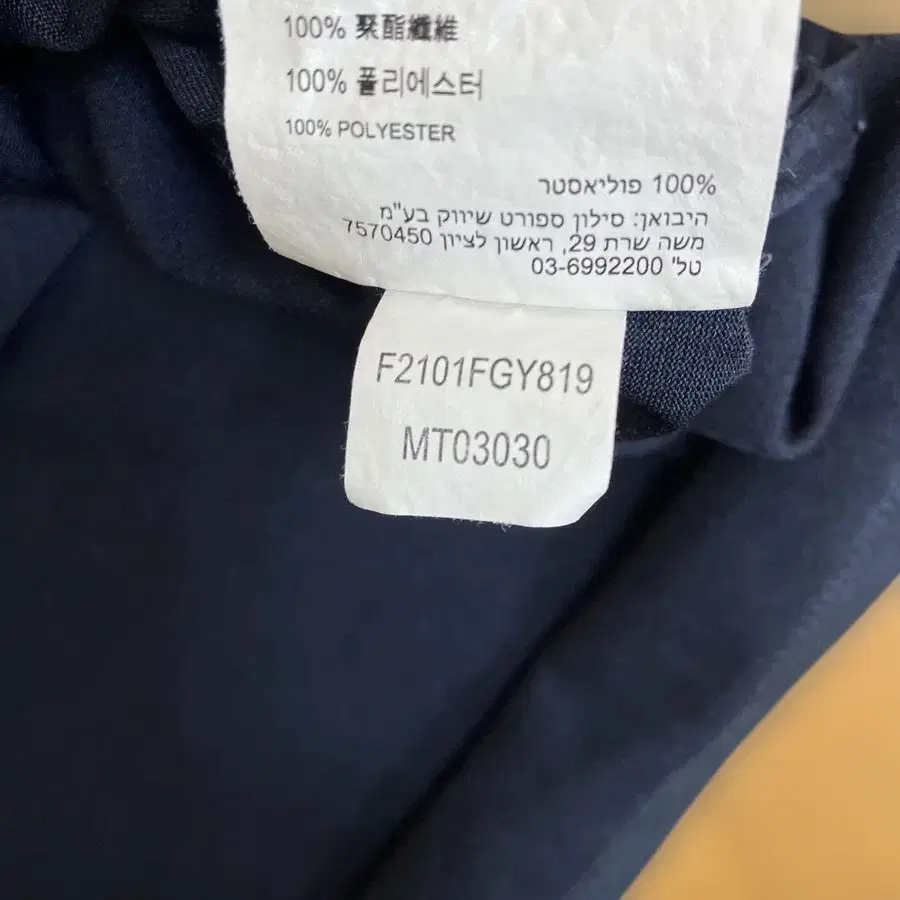 100% 聚酯纖維
100% 폴리에스터
100% POLYESTER
100% פוליאסטר
היבואן: סילון ספורט שיווק בע"מ
משה שרת 29, ראשון לציון 7570450
טל' 03-6992200
F2101FGY819
MT03030